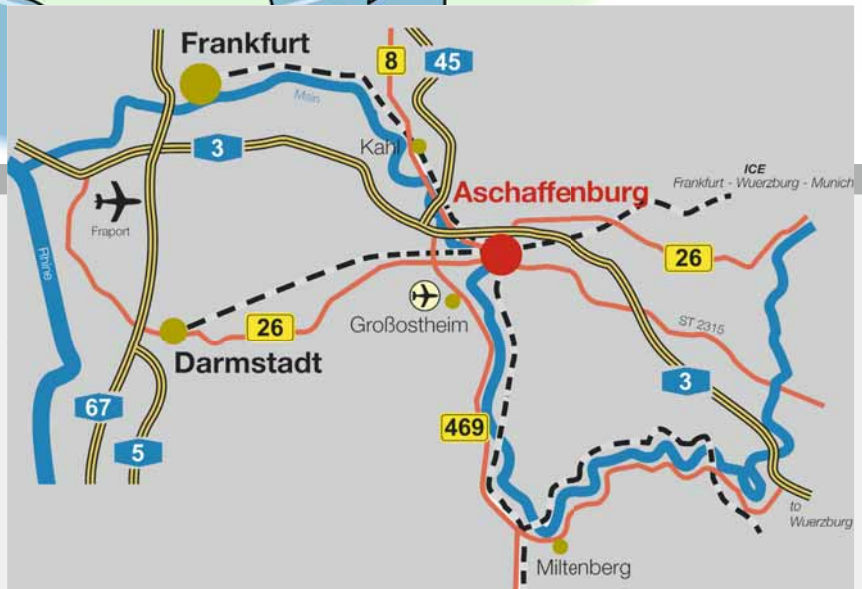 Frankfurt
8
45
Main
3
Kahl
ICE
Frankfurt - Wuerzburg - Munich
Aschaffenburg
Fraport
Rhine
26
Großostheim
26
ST 2315
Darmstadt
3
67
469
5
to
Wuerzburg
Miltenberg